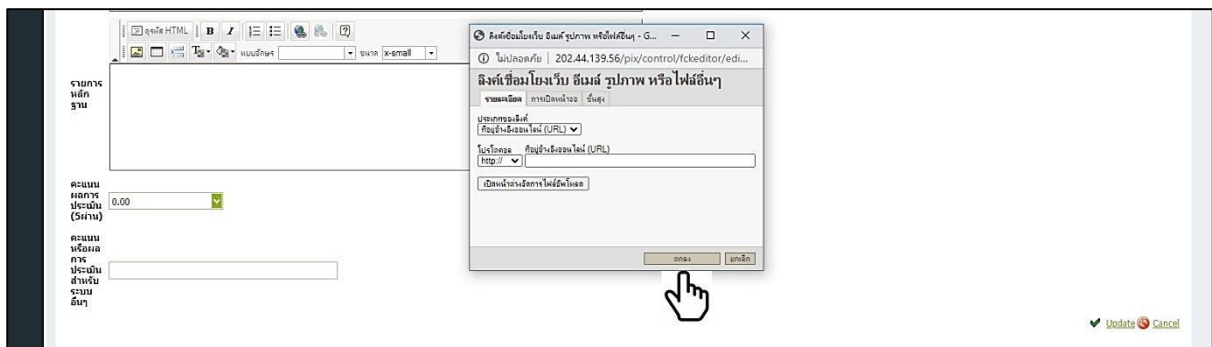 ดูรหัส HTML B I
แบบอักษร ขนาด x-small
รายการ
หลัก
ฐาน
คะแนน
ผลการ
ประเมิน
(5ผ่าน)
0.00
คะแนน
หรือผล
การ
ประเมิน
สำหรับ
ระบบ
อื่นๆ
ลิงค์เชื่อมโยงเว็บ อีเมล์ รูปภาพ หรือไฟล์อื่นๆ - G...
ไม่ปลอดภัย | 202.44.139.56/pix/control/fckeditor/edi...
ลิงค์เชื่อมโยงเว็บ อีเมล์ รูปภาพ หรือไฟล์อื่นๆ
รายละเอียด การเปิดหน้าจอ ขั้นสูง
ประเภทของลิงค์
ที่อยู่อ้างอิงออนไลน์ (URL)
โปรโตคอล ที่อยู่อ้างอิงออนไลน์ (URL)
http://
เปิดหน้าต่างจัดการไฟล์อัพโหลด
ตกลง ยกเลิก
Update Cancel